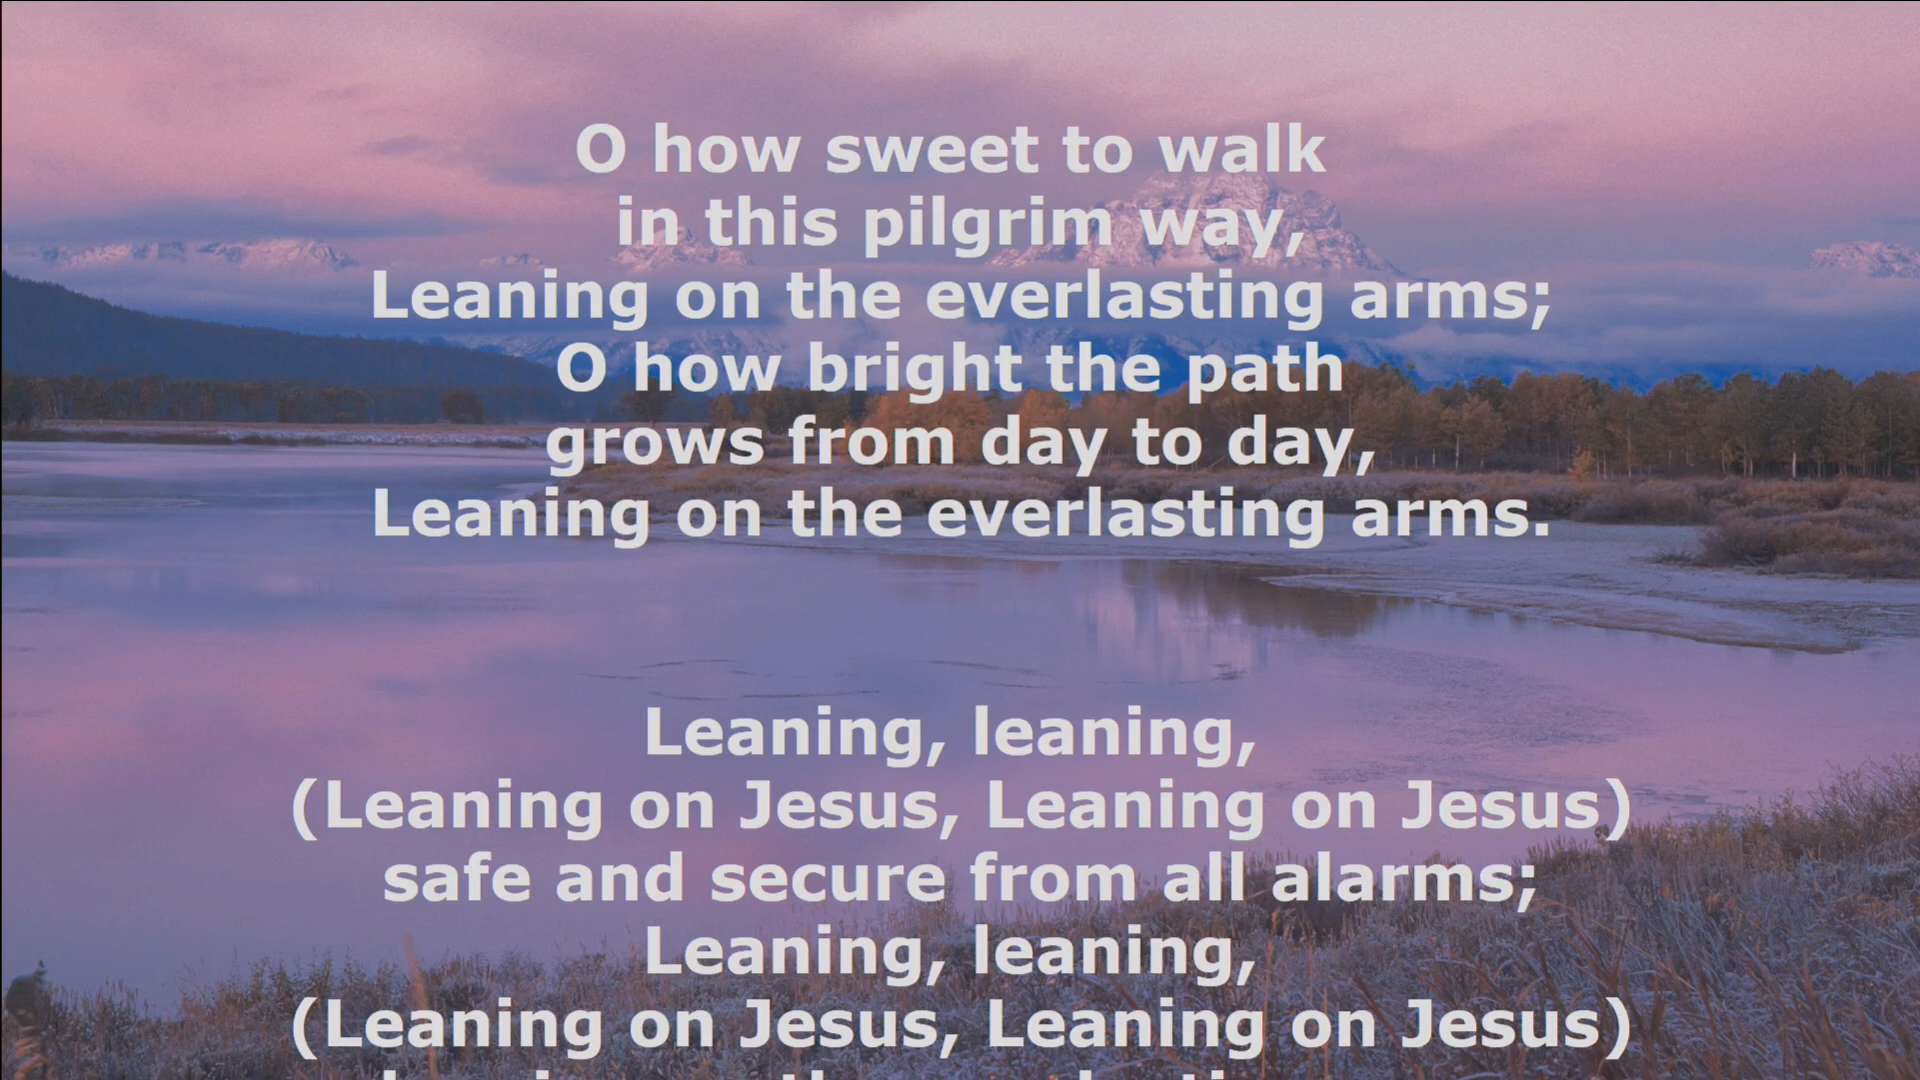 O how sweet to walk
in this pilgrim way,
Leaning on the everlasting arms;
O how bright the path
grows from day to day,
Leaning on the everlasting arms.
Leaning, leaning,
(Leaning on Jesus, Leaning on Jesus)
safe and secure from all alarms;
Leaning, leaning,
(Leaning on Jesus, Leaning on Jesus)